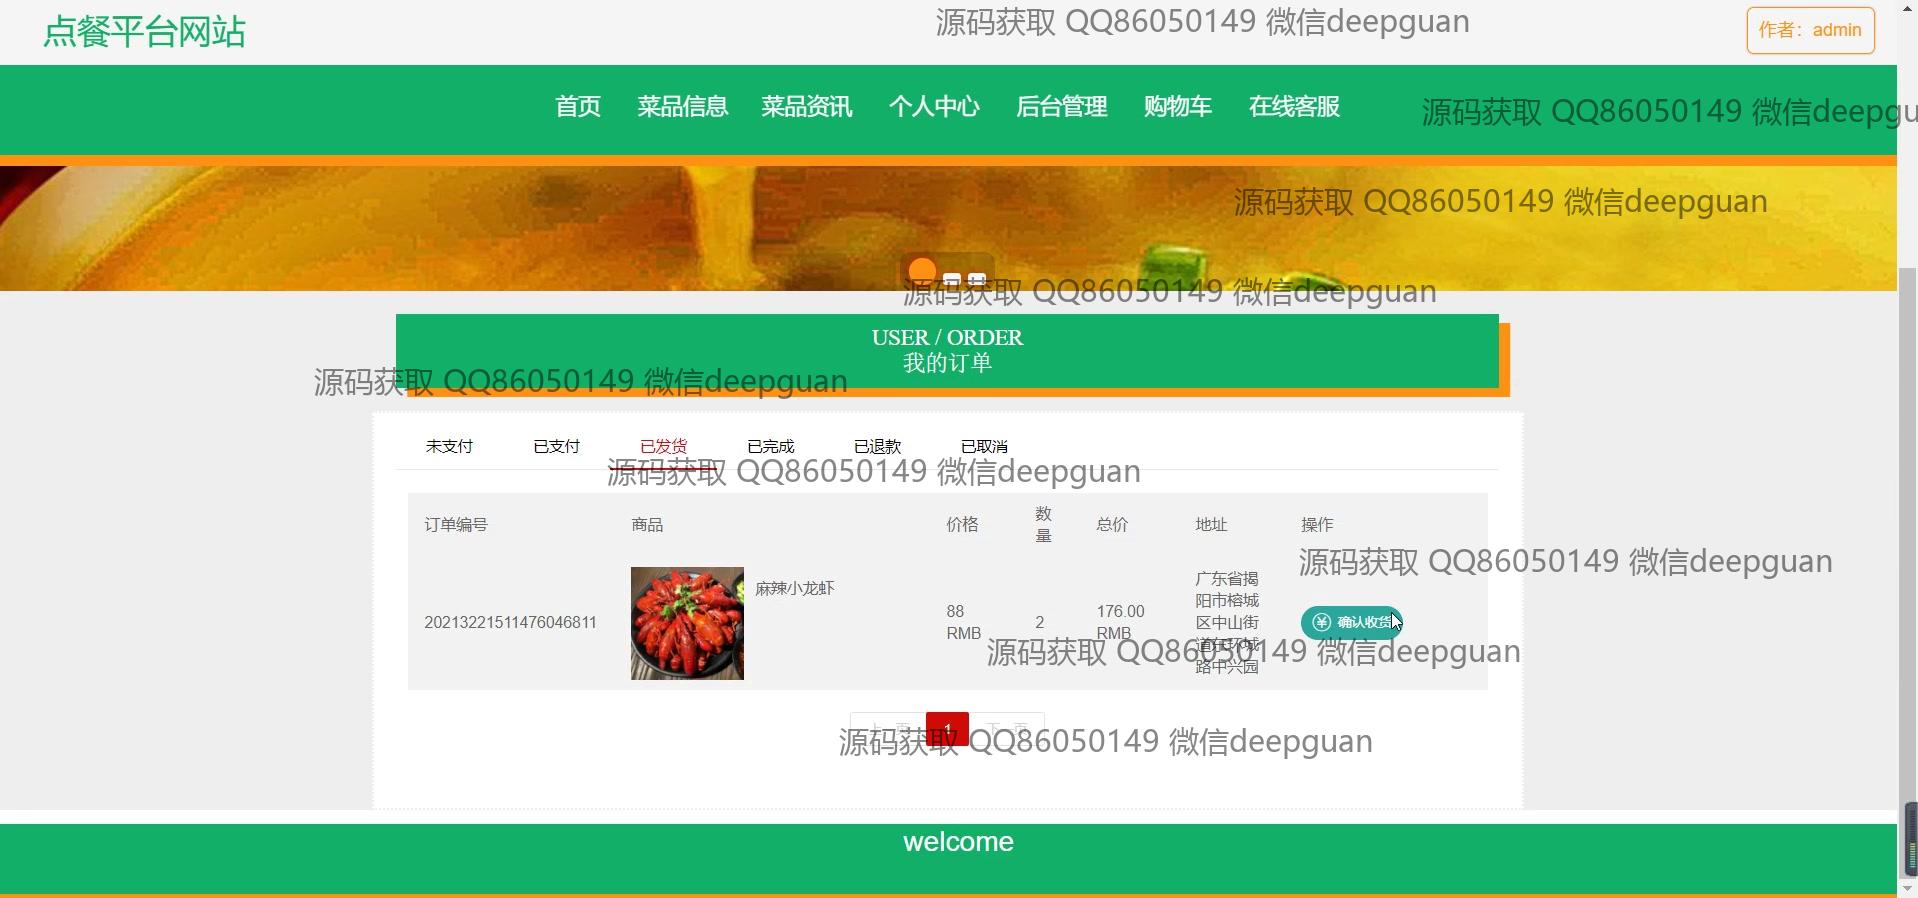 点餐平台网站
源码获取 QQ86050149 微信deepguan
作者：admin
首页 菜品信息 菜品资讯 个人中心 后台管理 购物车 在线客服
源码获取 QQ86050149 微信deepgu
源码获取 QQ86050149 微信deepguan
源码获取 QQ86050149 微信deepguan
USER / ORDER
我的订单
源码获取 QQ86050149 微信deepguan
未支付 已支付 已发货 已完成 已退款 已取消
源码获取 QQ86050149 微信deepguan
订单编号 商品 价格 数量 总价 地址 操作
源码获取 QQ86050149 微信deepguan
20213221511476046811 麻辣小龙虾 88 RMB 2 176.00 RMB
广东省揭
阳市榕城
区中山街
道东环城
路中兴园
确认收货
源码获取 QQ86050149 微信deepguan
上一页 1 下一页
源码获取 QQ86050149 微信deepguan
welcome